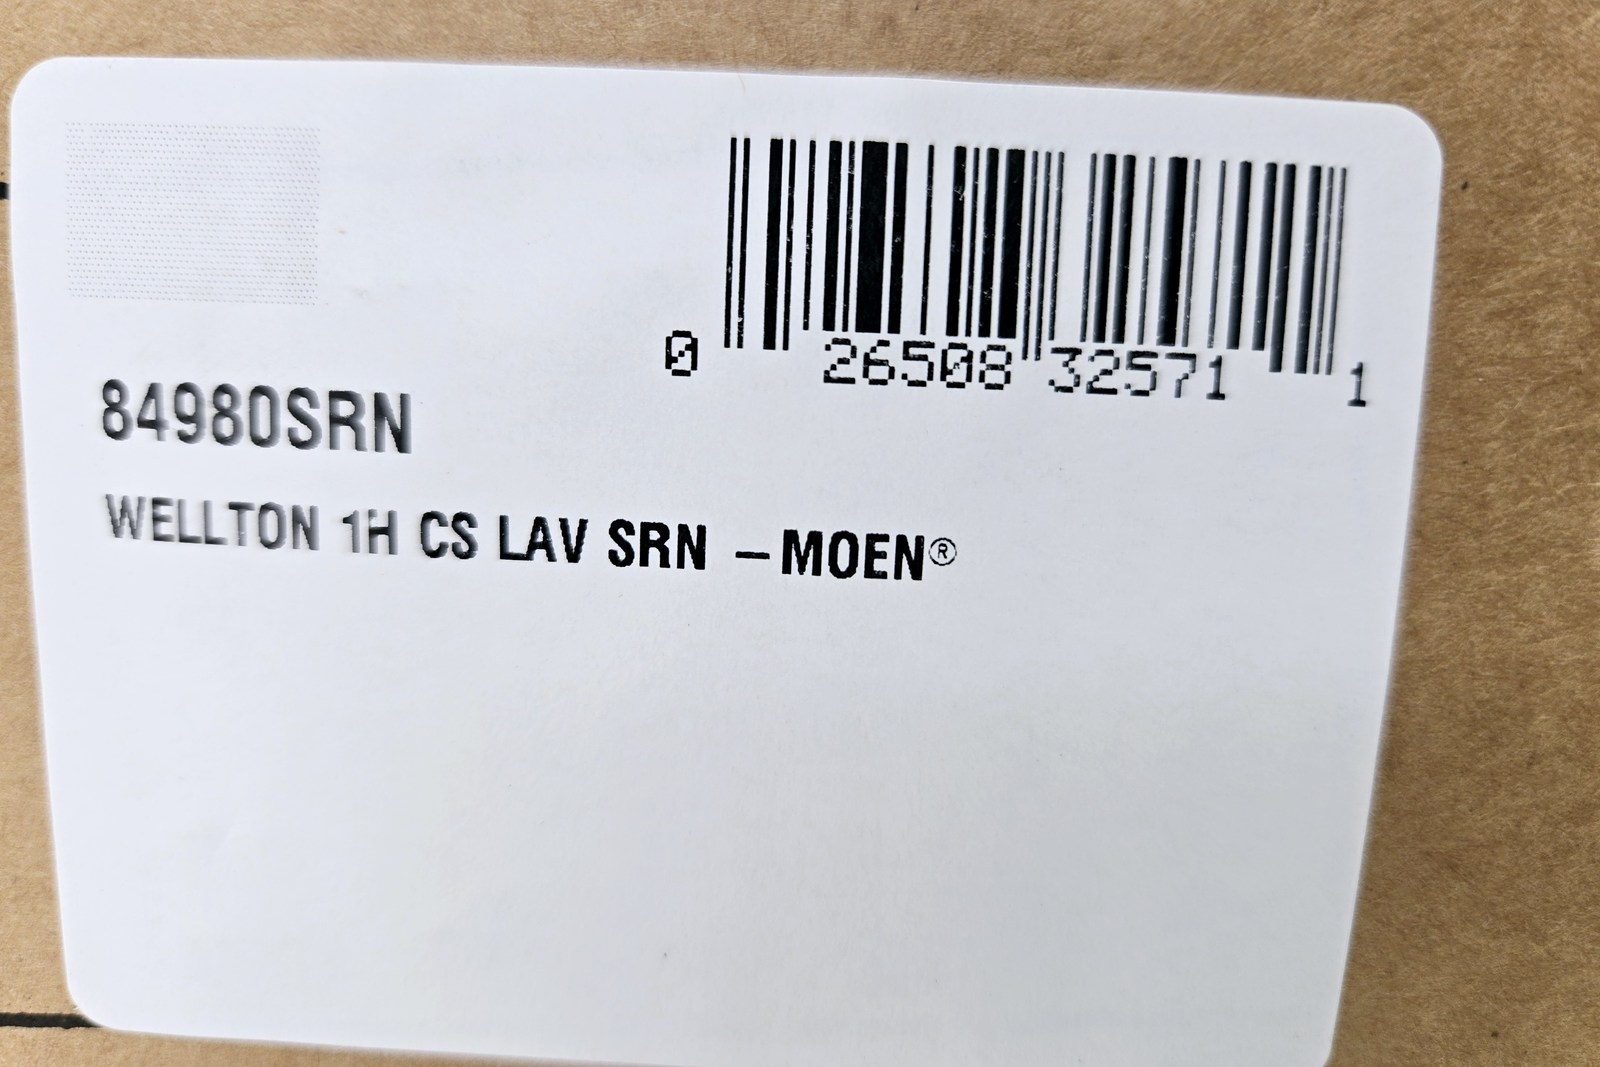 0 26508 32571 1
84980SRN
WELLTON 1H CS LAV SRN –MOEN®